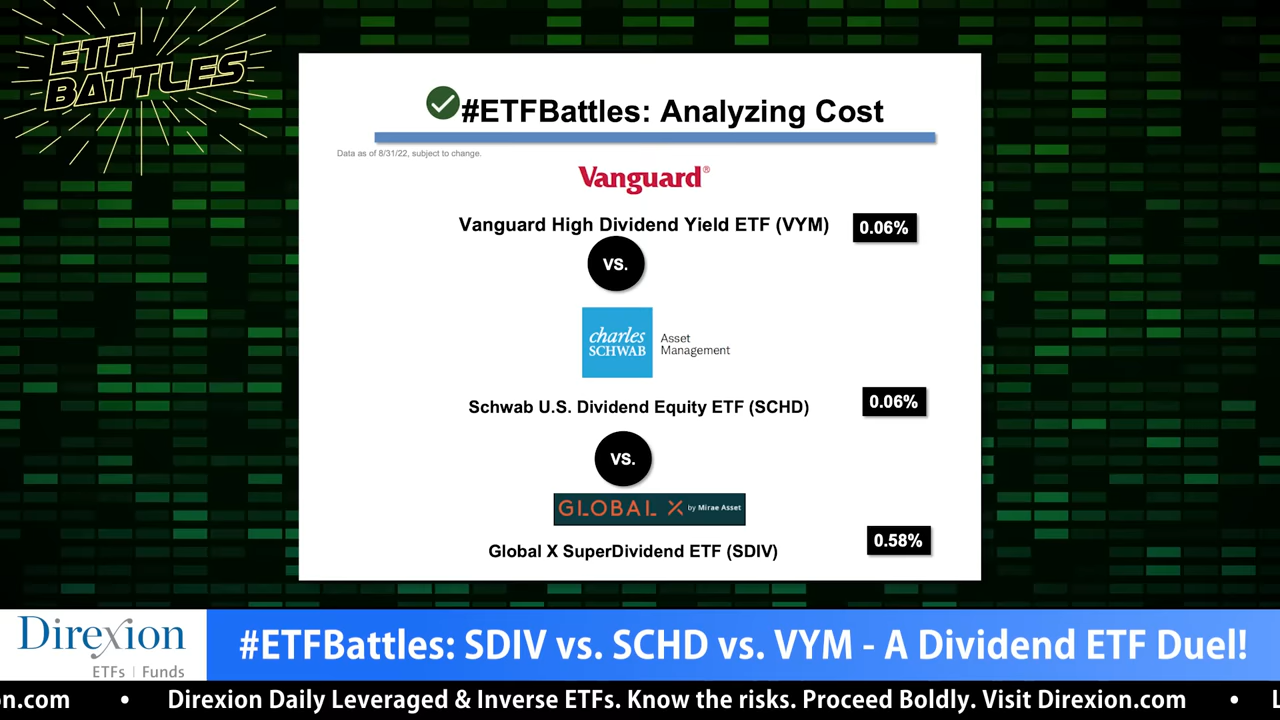 ETF
BATTLES
#ETFBattles: Analyzing Cost
Data as of 8/31/22, subject to change.
Vanguard®
Vanguard High Dividend Yield ETF (VYM) 0.06%
VS.
charles
SCHWAB
Asset
Management
Schwab U.S. Dividend Equity ETF (SCHD) 0.06%
VS.
GLOBAL X by Mirae Asset
Global X SuperDividend ETF (SDIV) 0.58%
Direxion
ETFs | Funds
#ETFBattles: SDIV vs. SCHD vs. VYM - A Dividend ETF Duel!
on.com • Direxion Daily Leveraged & Inverse ETFs. Know the risks. Proceed Boldly. Visit Direxion.com • L